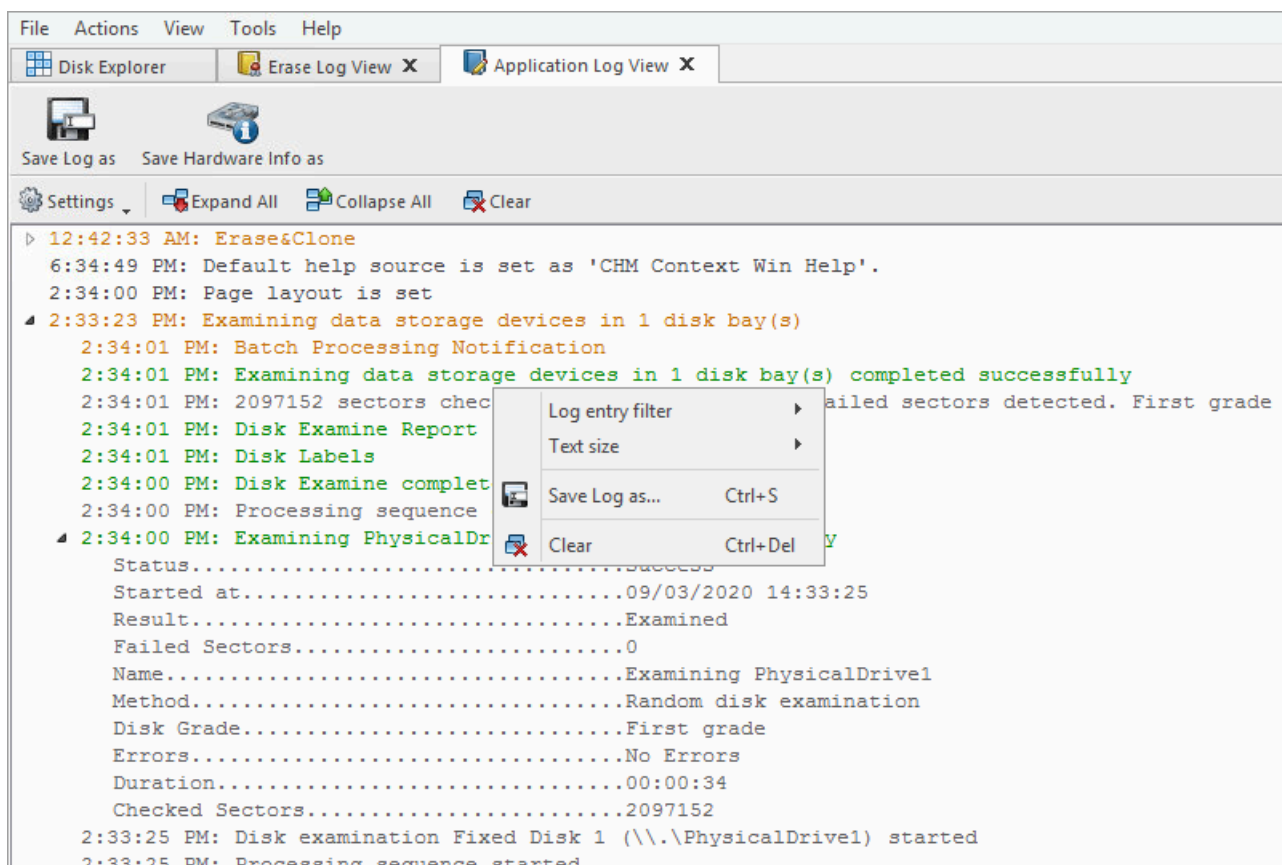 File Actions View Tools Help
Disk Explorer Erase Log View X Application Log View X
Save Log as Save Hardware Info as
Settings Expand All Collapse All Clear
12:42:33 AM: Erase&Clone
6:34:49 PM: Default help source is set as 'CHM Context Win Help'.
2:34:00 PM: Page layout is set
2:33:23 PM: Examining data storage devices in 1 disk bay(s)
2:34:01 PM: Batch Processing Notification
2:34:01 PM: Examining data storage devices in 1 disk bay(s) completed successfully
2:34:01 PM: 2097152 sectors chec Log entry filter ailed sectors detected. First grade
2:34:01 PM: Disk Examine Report
Text size
2:34:01 PM: Disk Labels
2:34:00 PM: Disk Examine complet
Save Log as... Ctrl+S
2:34:00 PM: Processing sequence
2:34:00 PM: Examining PhysicalDr Clear Ctrl+Del y
Status..................................Success
Started at..............................09/03/2020 14:33:25
Result..................................Examined
Failed Sectors..........................0
Name....................................Examining PhysicalDrive1
Method..................................Random disk examination
Disk Grade..............................First grade
Errors..................................No Errors
Duration................................00:00:34
Checked Sectors.........................2097152
2:33:25 PM: Disk examination Fixed Disk 1 (\\.\PhysicalDrive1) started
2:33:25 PM: Processing sequence started